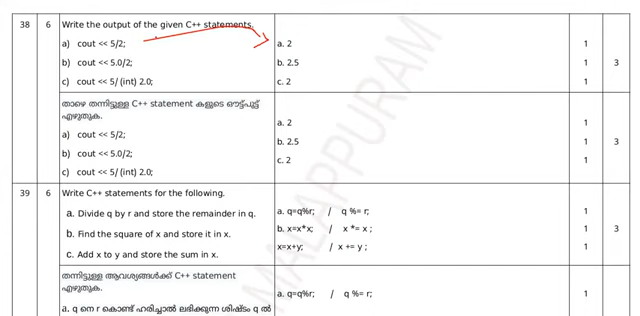 38 6 Write the output of the given C++ statements.
a) cout << 5/2; a. 2 1
b) cout << 5.0/2; b. 2.5 1 3
c) cout << 5/ (int) 2.0; c. 2 1
താഴെ തന്നിട്ടുള്ള C++ statement കളുടെ ഔട്ട്പുട്ട്
എഴുതുക.
a. 2 1
a) cout << 5/2;
b. 2.5 1 3
b) cout << 5.0/2;
c. 2 1
c) cout << 5/ (int) 2.0;
39 6 Write C++ statements for the following.
a. Divide q by r and store the remainder in q. a. q=q%r; / q %= r; 1
b. Find the square of x and store it in x. b. x=x*x; / x *= x ; 1 3
c. Add x to y and store the sum in x. x=x+y; / x += y ; 1
തന്നിട്ടുള്ള ആവശ്യങ്ങൾക്ക് C++ statement
എഴുതുക.
a. q=q%r; / q %= r; 1
a. q നെ r കൊണ്ട് ഹരിച്ചാൽ ലഭിക്കുന്ന ശിഷ്ടം q ൽ
MALAPPURAM